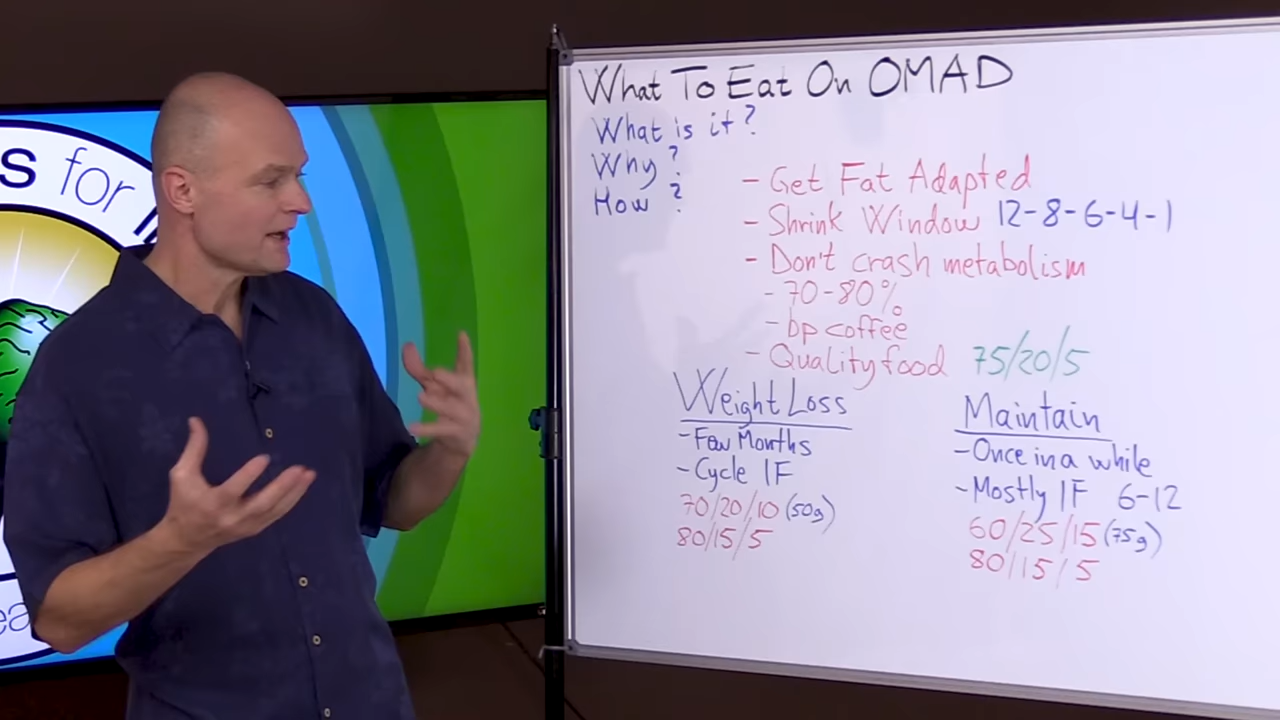 s for
What To Eat On OMAD
What is it?
Why?
How?
- Get Fat Adapted
- Shrink Window 12-8-6-4-1
- Don't crash metabolism
- 70-80%
- bp coffee
- Quality food 75/20/5
Weight Loss
- Few Months
- Cycle IF
70/20/10 (50g)
80/15/5
Maintain
- Once in a while
- Mostly IF 6-12
60/25/15 (75g)
80/15/5